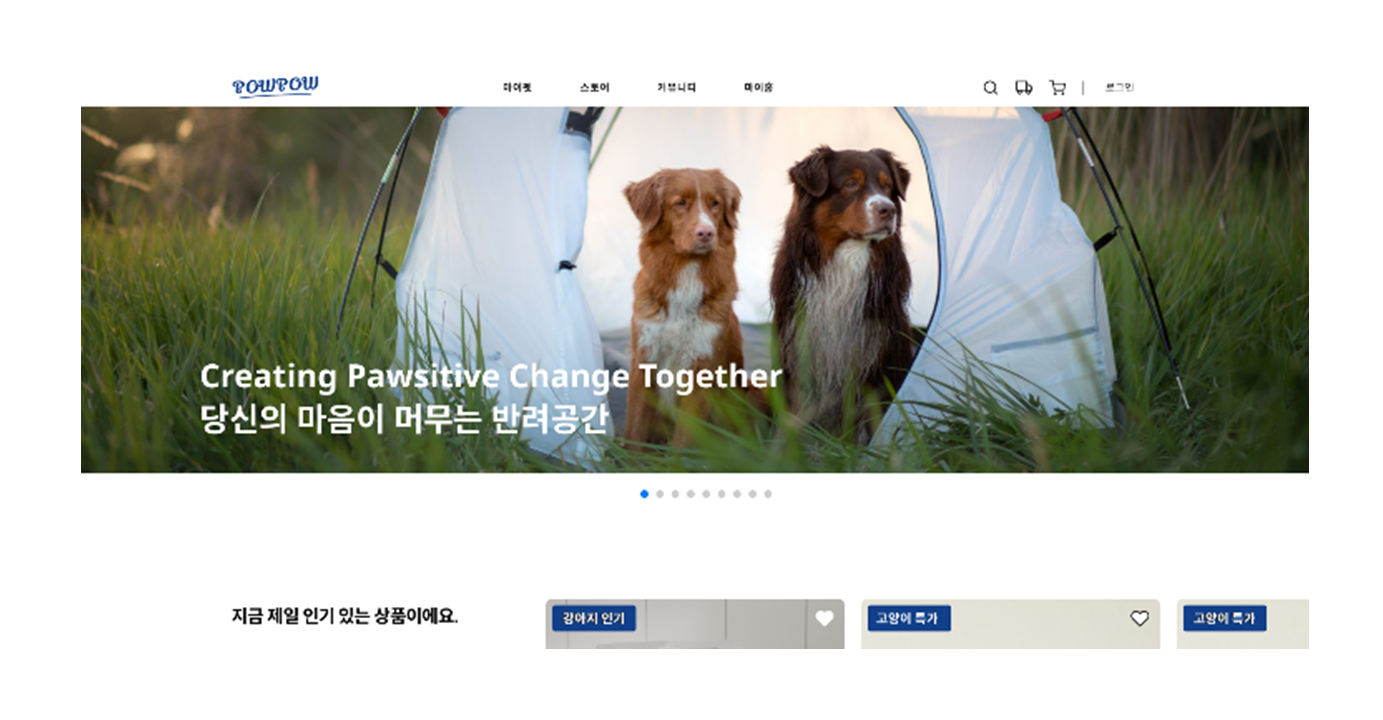 POWPOW
마이펫
스토어
커뮤니티
마이홈
로그인
Creating Pawsitive Change Together
당신의 마음이 머무는 반려공간
지금 제일 인기 있는 상품이에요.
강아지 인기
고양이 특가
고양이 특가